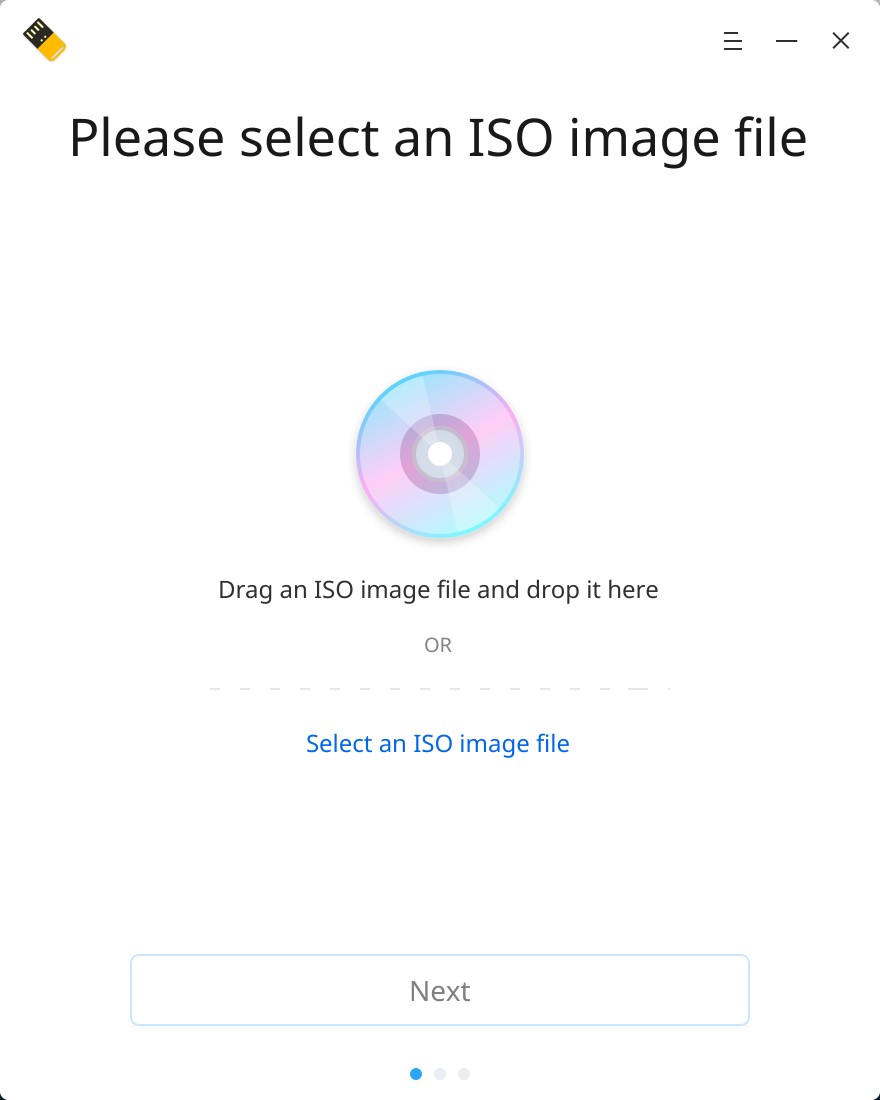 Please select an ISO image file
Drag an ISO image file and drop it here
OR
Select an ISO image file
Next